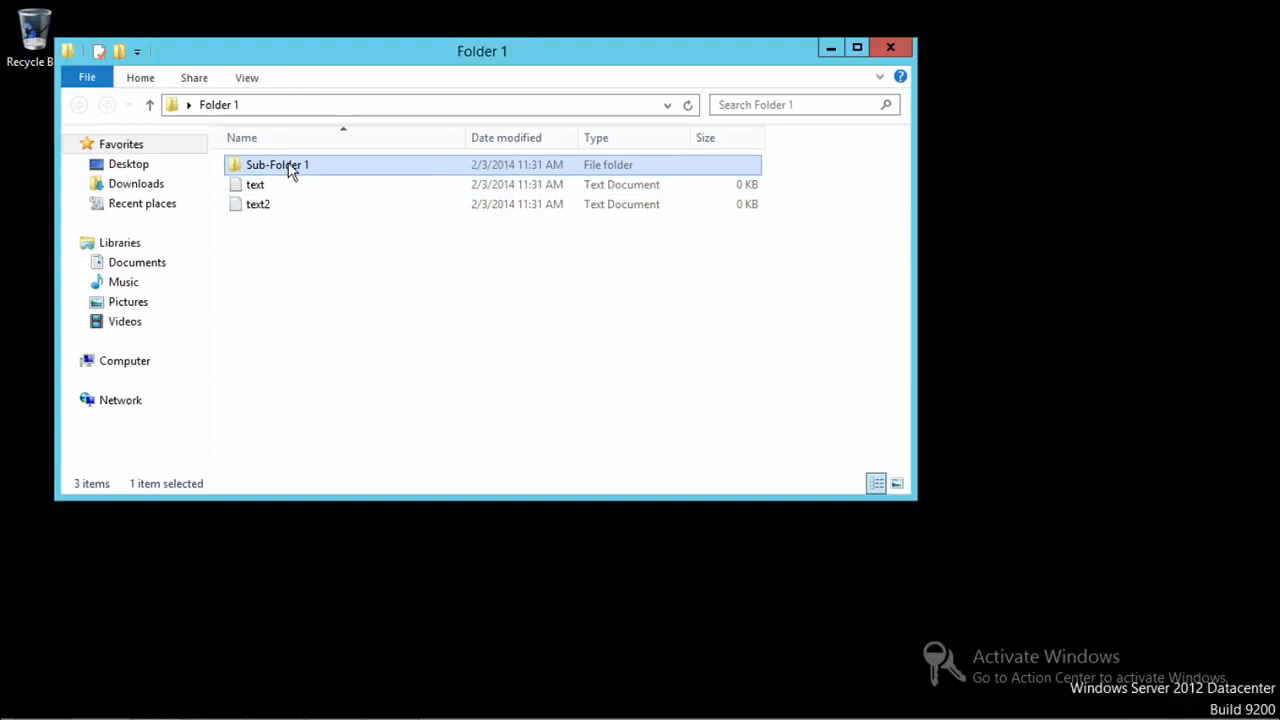 Recycle B
Folder 1
File Home Share View
Folder 1 Search Folder 1
Name Date modified Type Size
Favorites
Desktop
Downloads
Recent places
Libraries
Documents
Music
Pictures
Videos
Computer
Network
Sub-Folder 1 2/3/2014 11:31 AM File folder
text 2/3/2014 11:31 AM Text Document 0 KB
text2 2/3/2014 11:31 AM Text Document 0 KB
3 items 1 item selected
Activate Windows
Go to Action Center to activate Windows.
Windows Server 2012 Datacenter
Build 9200